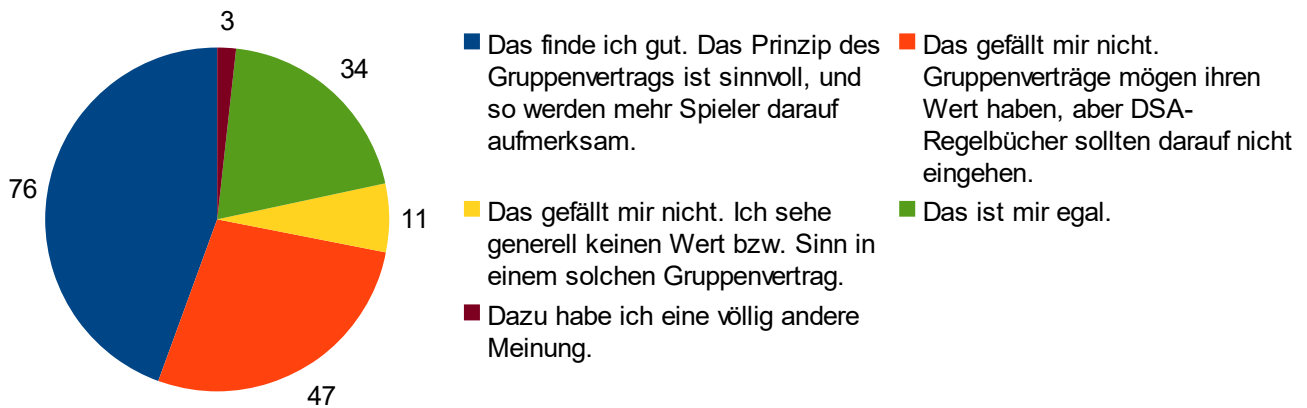 3
34
76
11
47
Das finde ich gut. Das Prinzip des
Gruppenvertrags ist sinnvoll, und
so werden mehr Spieler darauf
aufmerksam.
Das gefällt mir nicht.
Gruppenverträge mögen ihren
Wert haben, aber DSA-
Regelbücher sollten darauf nicht
eingehen.
Das gefällt mir nicht. Ich sehe
generell keinen Wert bzw. Sinn in
einem solchen Gruppenvertrag.
Das ist mir egal.
Dazu habe ich eine völlig andere
Meinung.